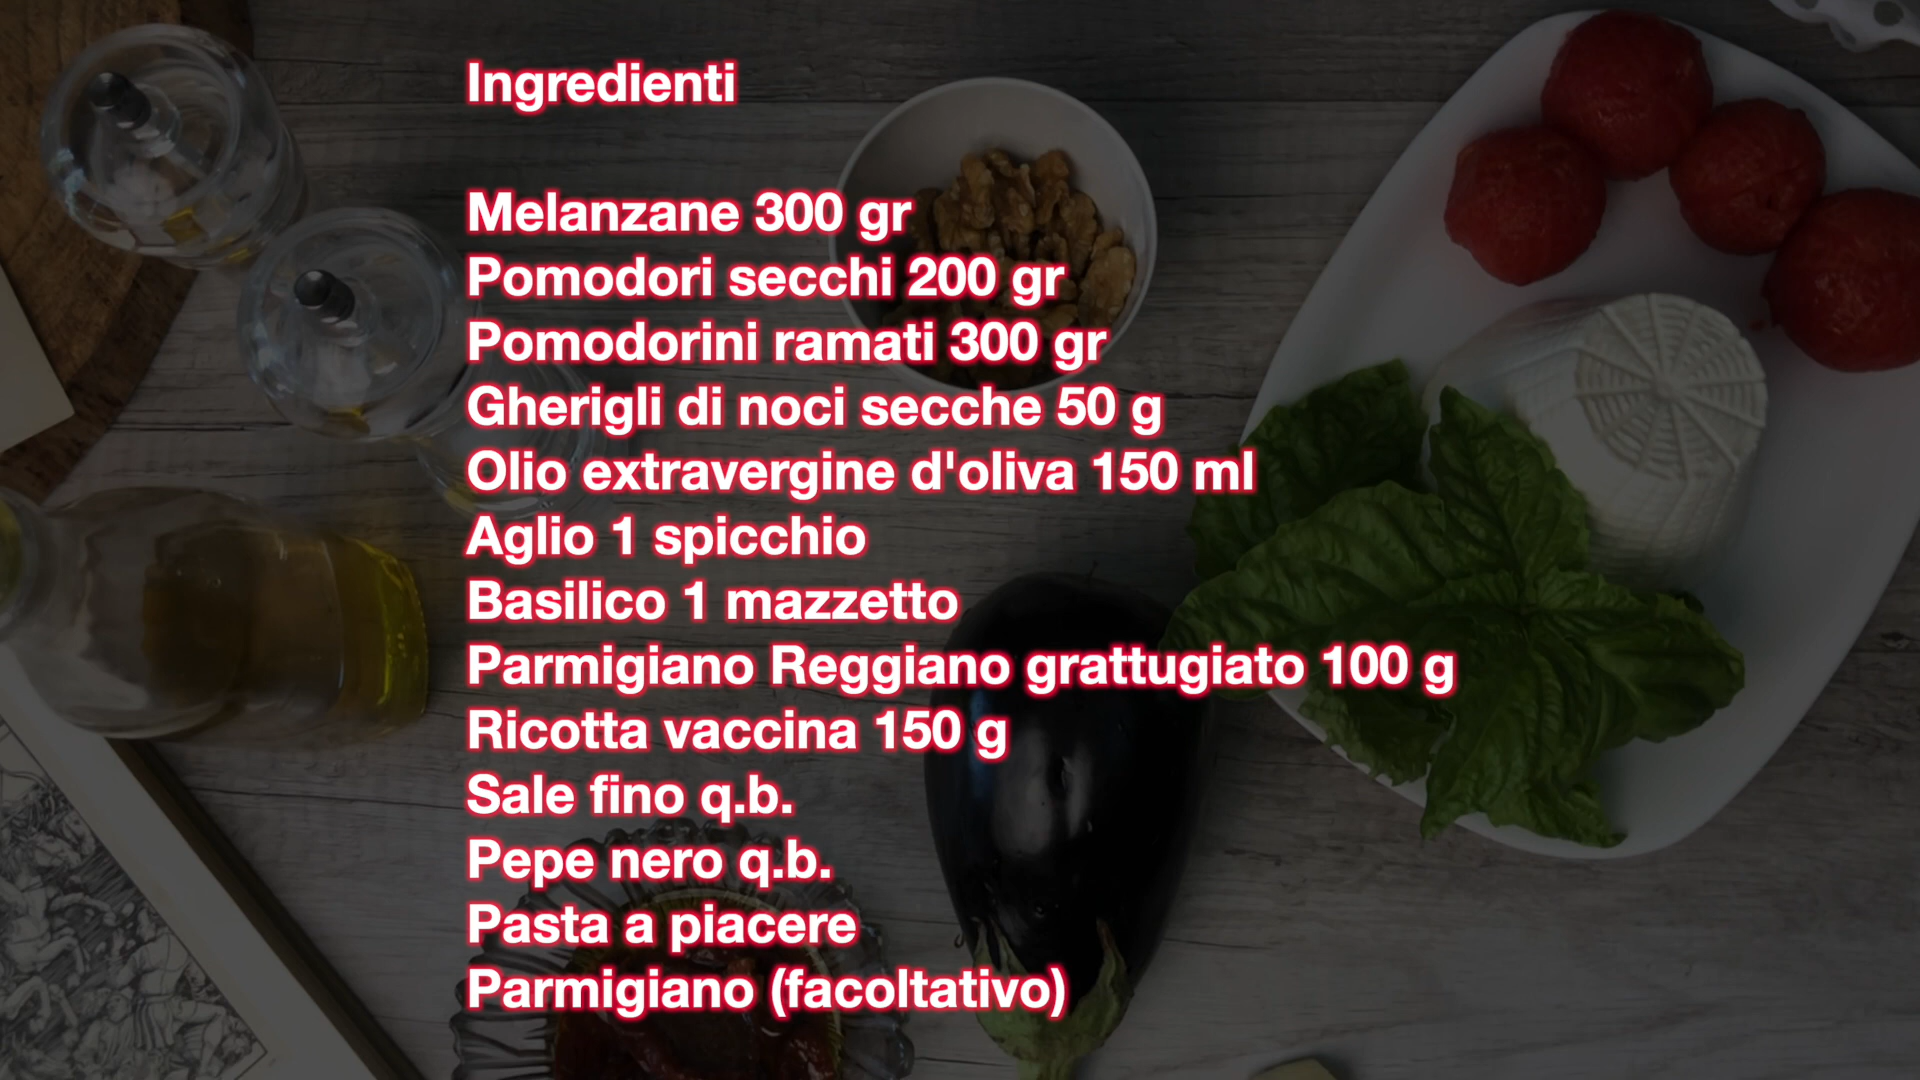 Ingredienti
Melanzane 300 gr
Pomodori secchi 200 gr
Pomodorini ramati 300 gr
Gherigli di noci secche 50 g
Olio extravergine d'oliva 150 ml
Aglio 1 spicchio
Basilico 1 mazzetto
Parmigiano Reggiano grattugiato 100 g
Ricotta vaccina 150 g
Sale fino q.b.
Pepe nero q.b.
Pasta a piacere
Parmigiano (facoltativo)